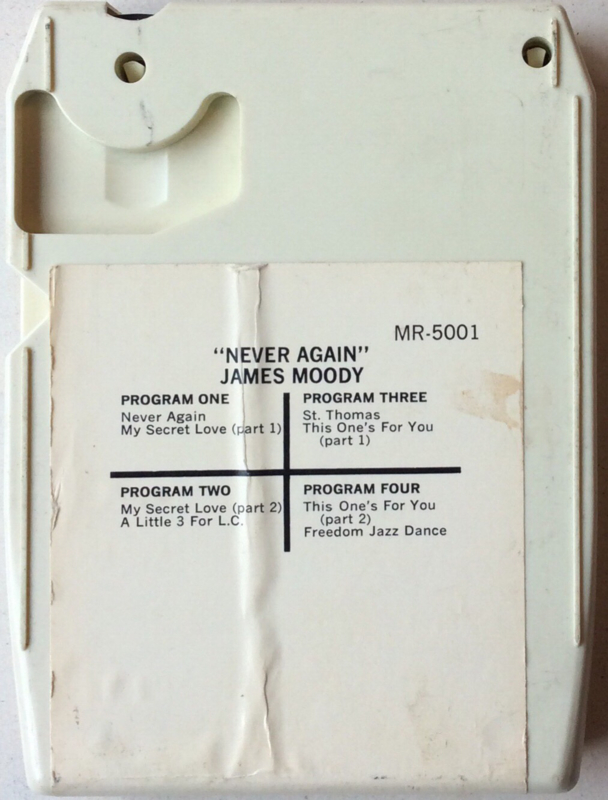 MR-5001
“NEVER AGAIN”
JAMES MOODY
PROGRAM ONE
Never Again
My Secret Love (part 1)
PROGRAM TWO
My Secret Love (part 2)
A Little 3 For L.C.
PROGRAM THREE
St. Thomas
This One's For You
(part 1)
PROGRAM FOUR
This One's For You
(part 2)
Freedom Jazz Dance